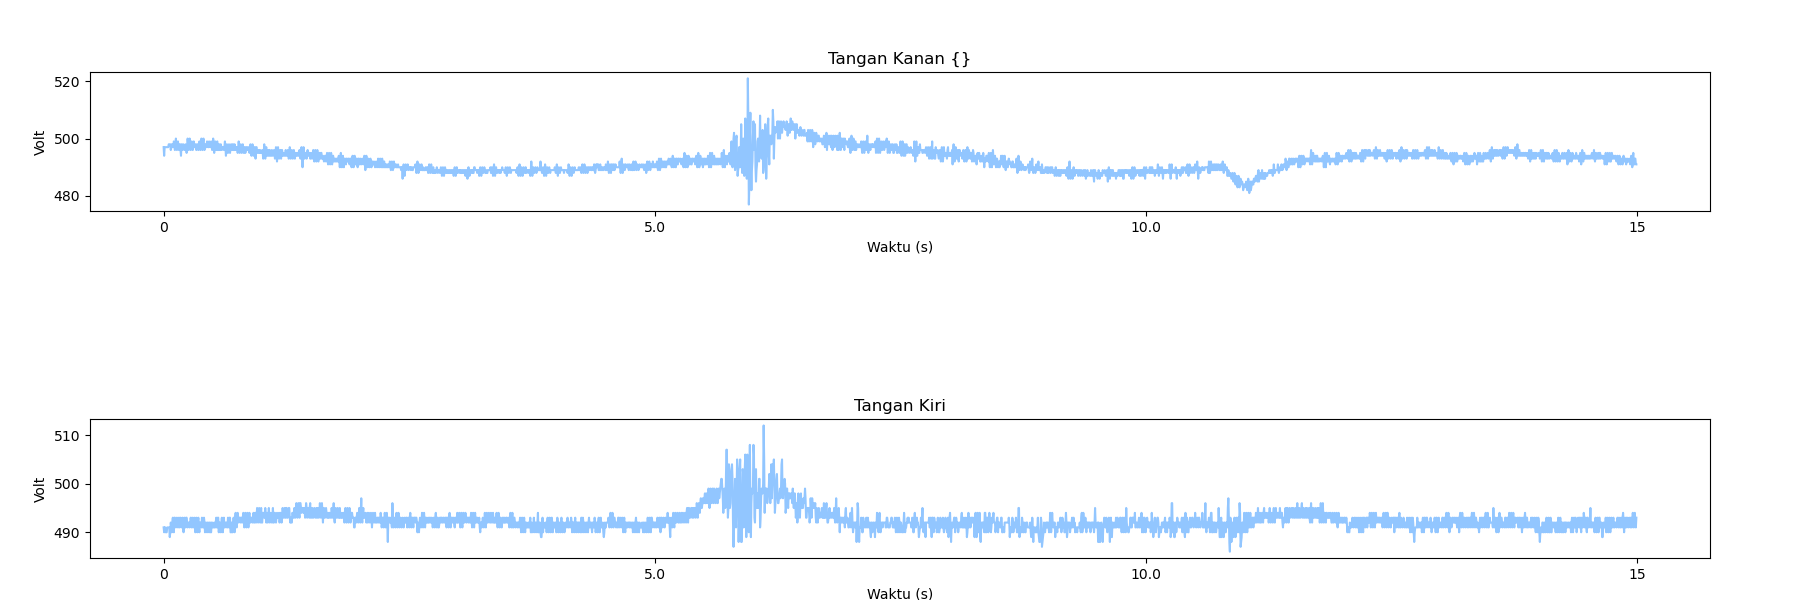 Tangan Kanan {}
Volt
520
500
480
0 5.0 10.0 15
Waktu (s)
Tangan Kiri
Volt
510
500
490
0 5.0 10.0 15
Waktu (s)